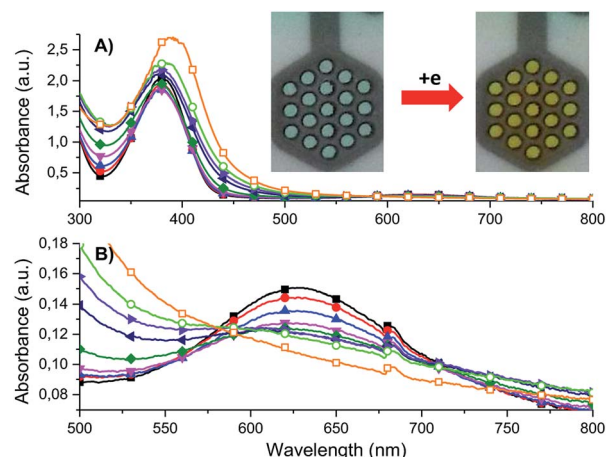 A)
+e
Absorbance (a.u.)
2,5
2,0
1,5
1,0
0,5
300 400 500 600 700 800
B)
Absorbance (a.u.)
0,18
0,16
0,14
0,12
0,10
0,08
500 550 600 650 700 750 800
Wavelength (nm)